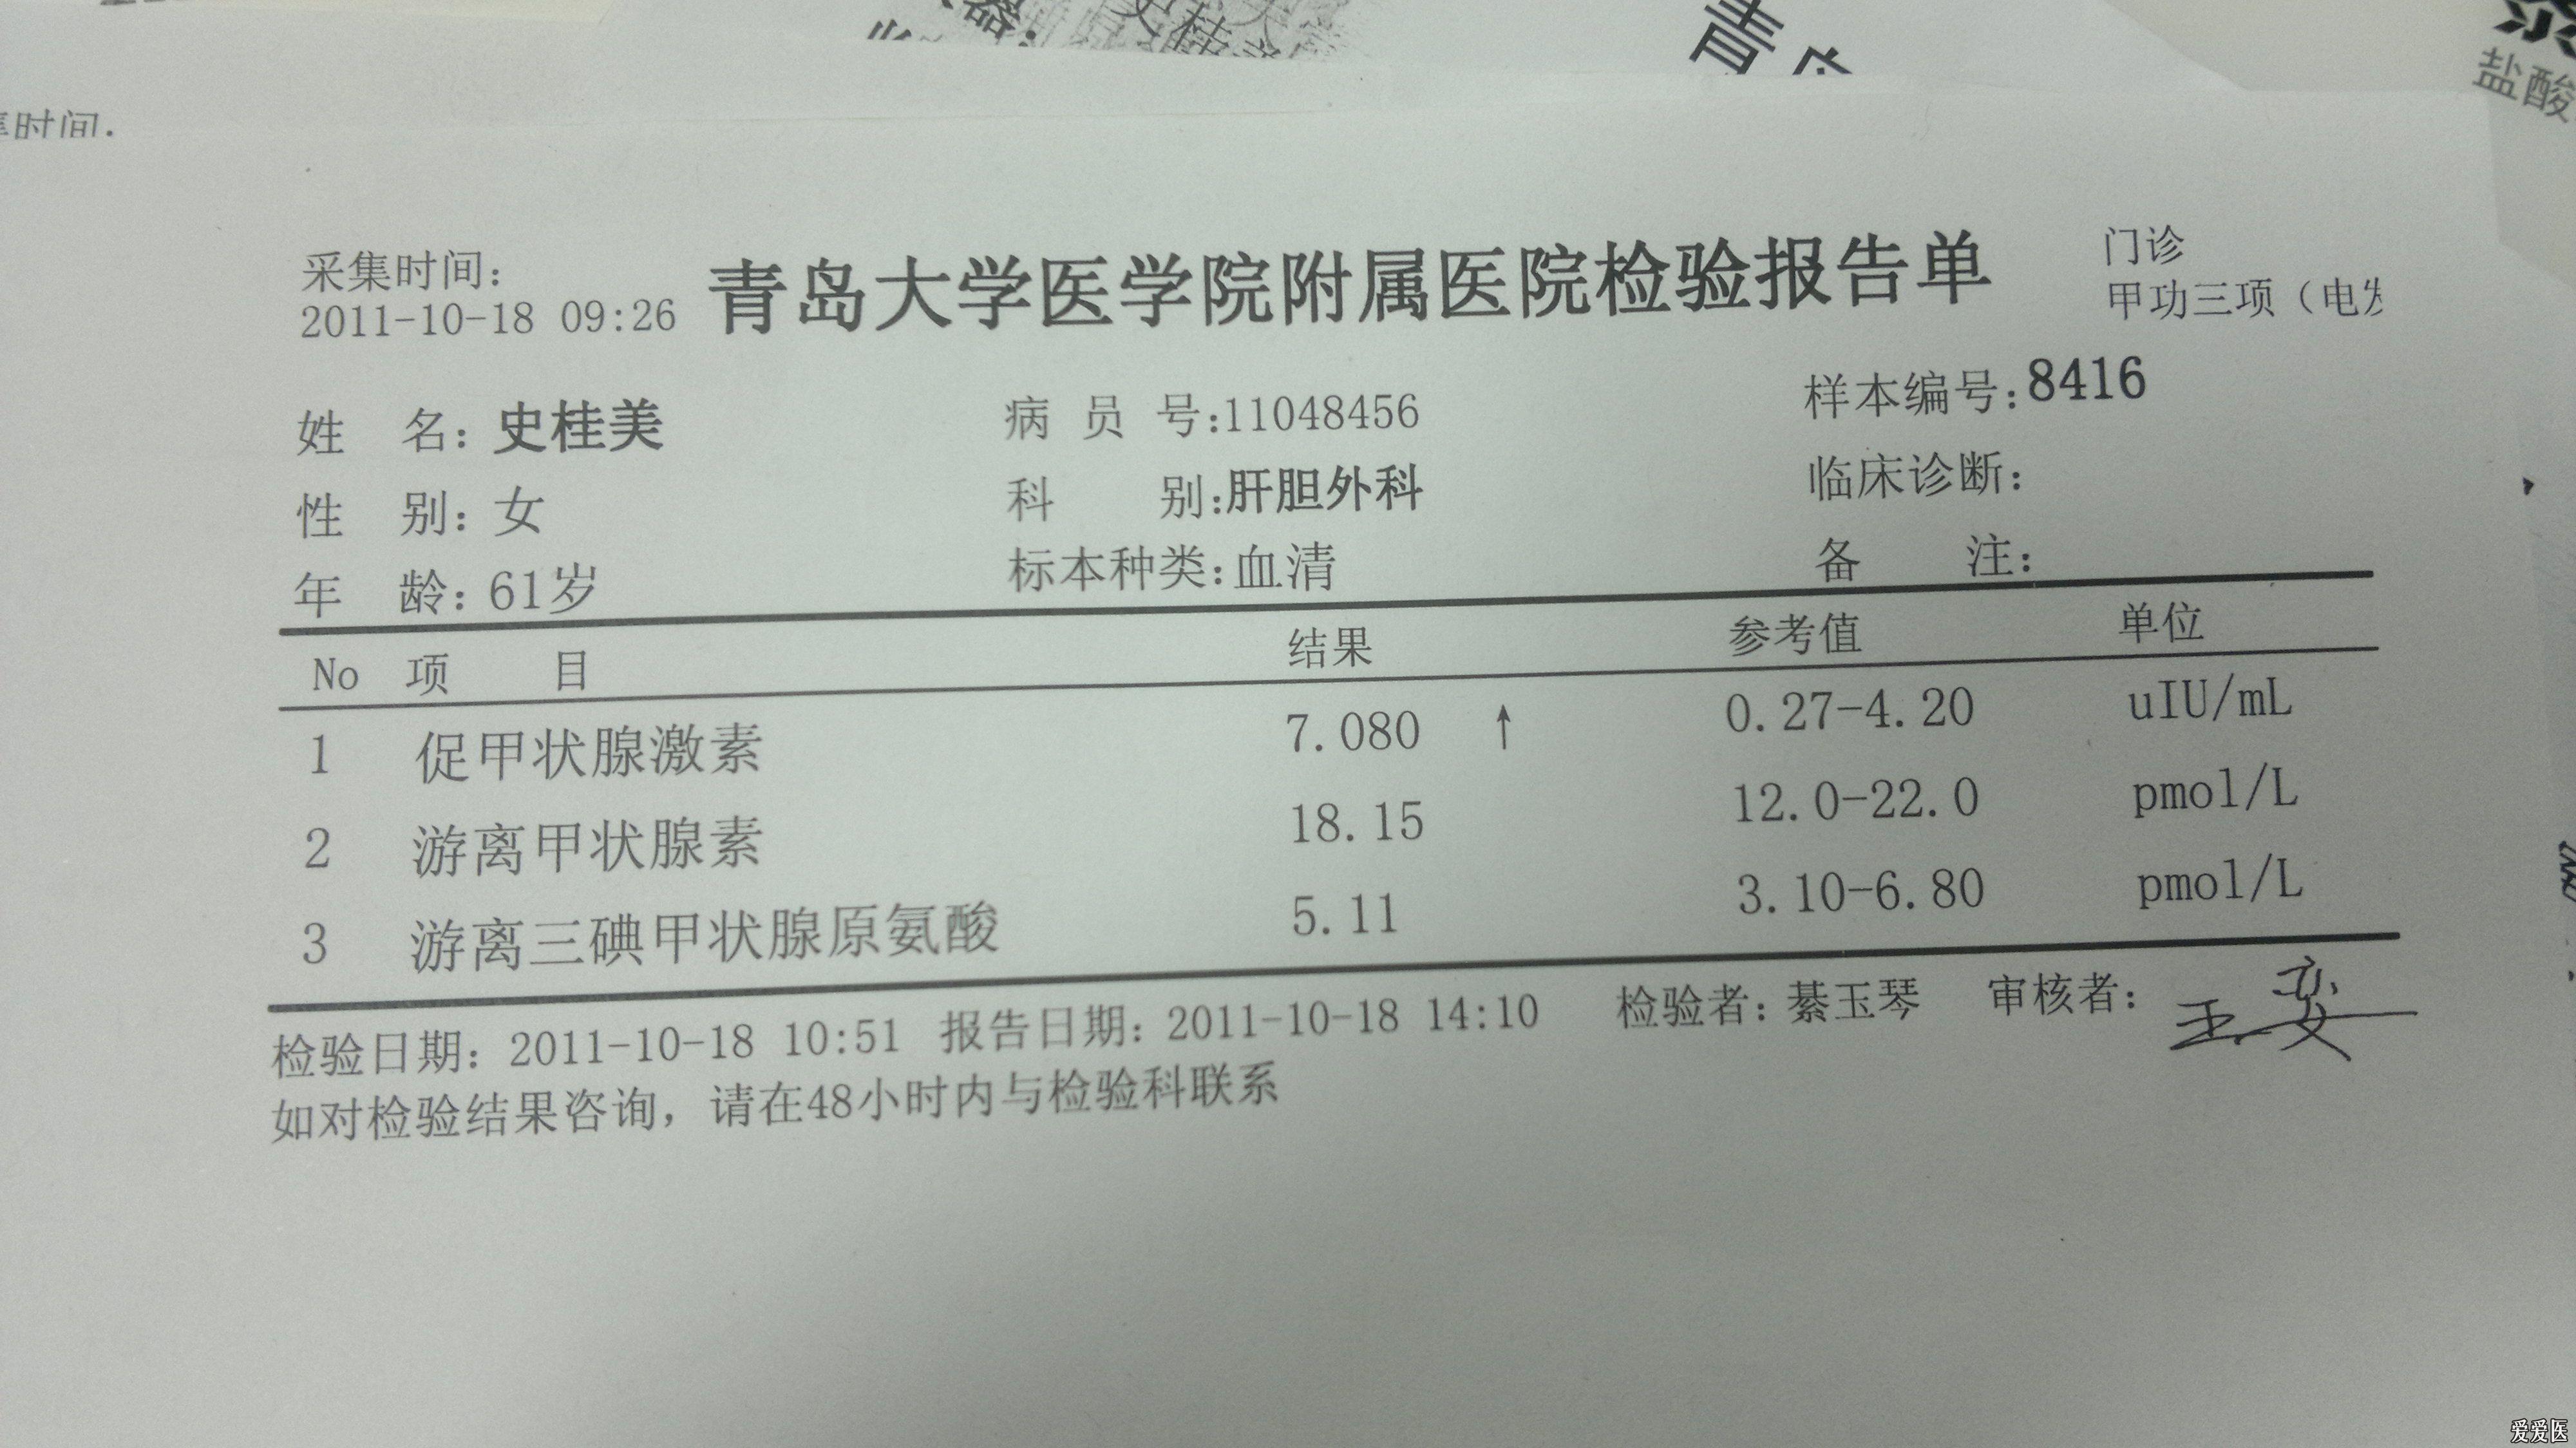 盐酸
集时间:
采集时间:
2011-10-18 09:26
青岛大学医学院附属医院检验报告单
门诊
甲功三项（电发
姓 名: 史桂美 病 员 号:11048456 样本编号:8416
性 别: 女 科 别:肝胆外科 临床诊断:
年 龄: 61岁 标本种类:血清 备 注:
No 项 目 结果 参考值 单位
1 促甲状腺激素 7.080 ↑ 0.27-4.20 uIU/mL
2 游离甲状腺素 18.15 12.0-22.0 pmol/L
3 游离三碘甲状腺原氨酸 5.11 3.10-6.80 pmol/L
检验日期: 2011-10-18 10:51 报告日期: 2011-10-18 14:10 检验者: 綦玉琴 审核者:
如对检验结果咨询, 请在48小时内与检验科联系
爱爱医